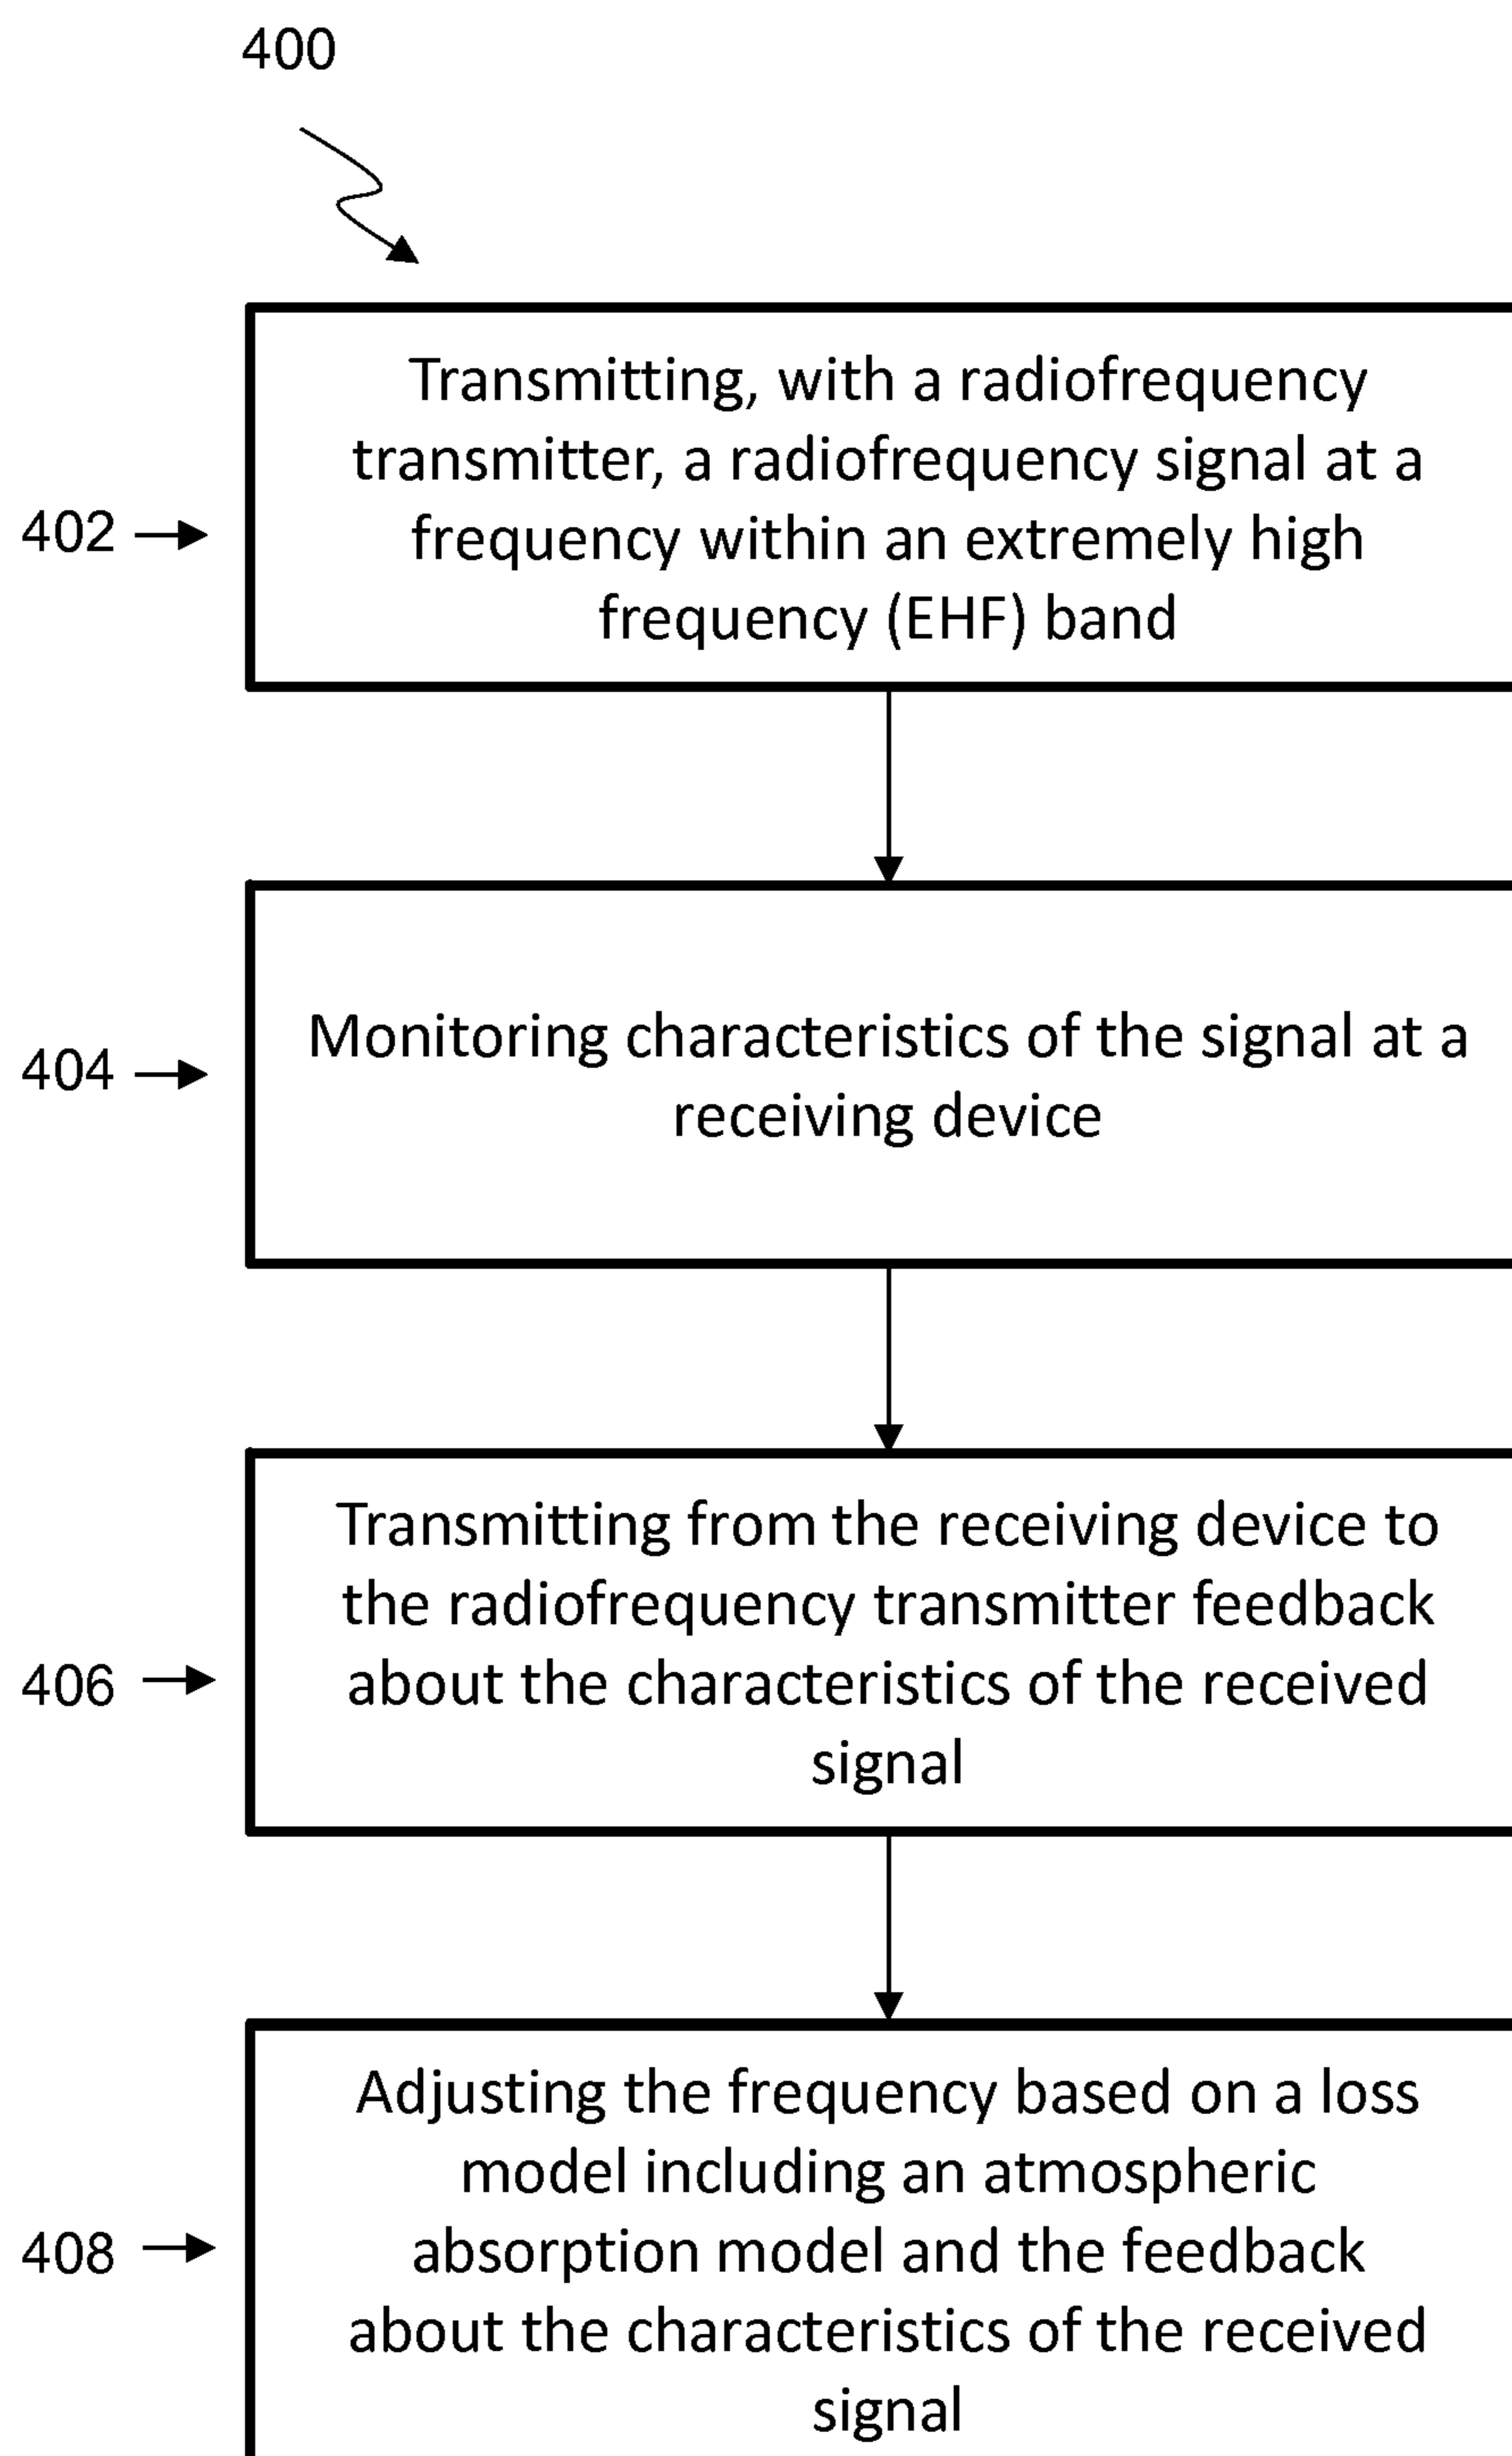 400
Transmitting, with a radiofrequency
transmitter, a radiofrequency signal at a
frequency within an extremely high
frequency (EHF) band
402
Monitoring characteristics of the signal at a
receiving device
404
Transmitting from the receiving device to
the radiofrequency transmitter feedback
about the characteristics of the received
signal
406
Adjusting the frequency based on a loss
model including an atmospheric
absorption model and the feedback
about the characteristics of the received
signal
408